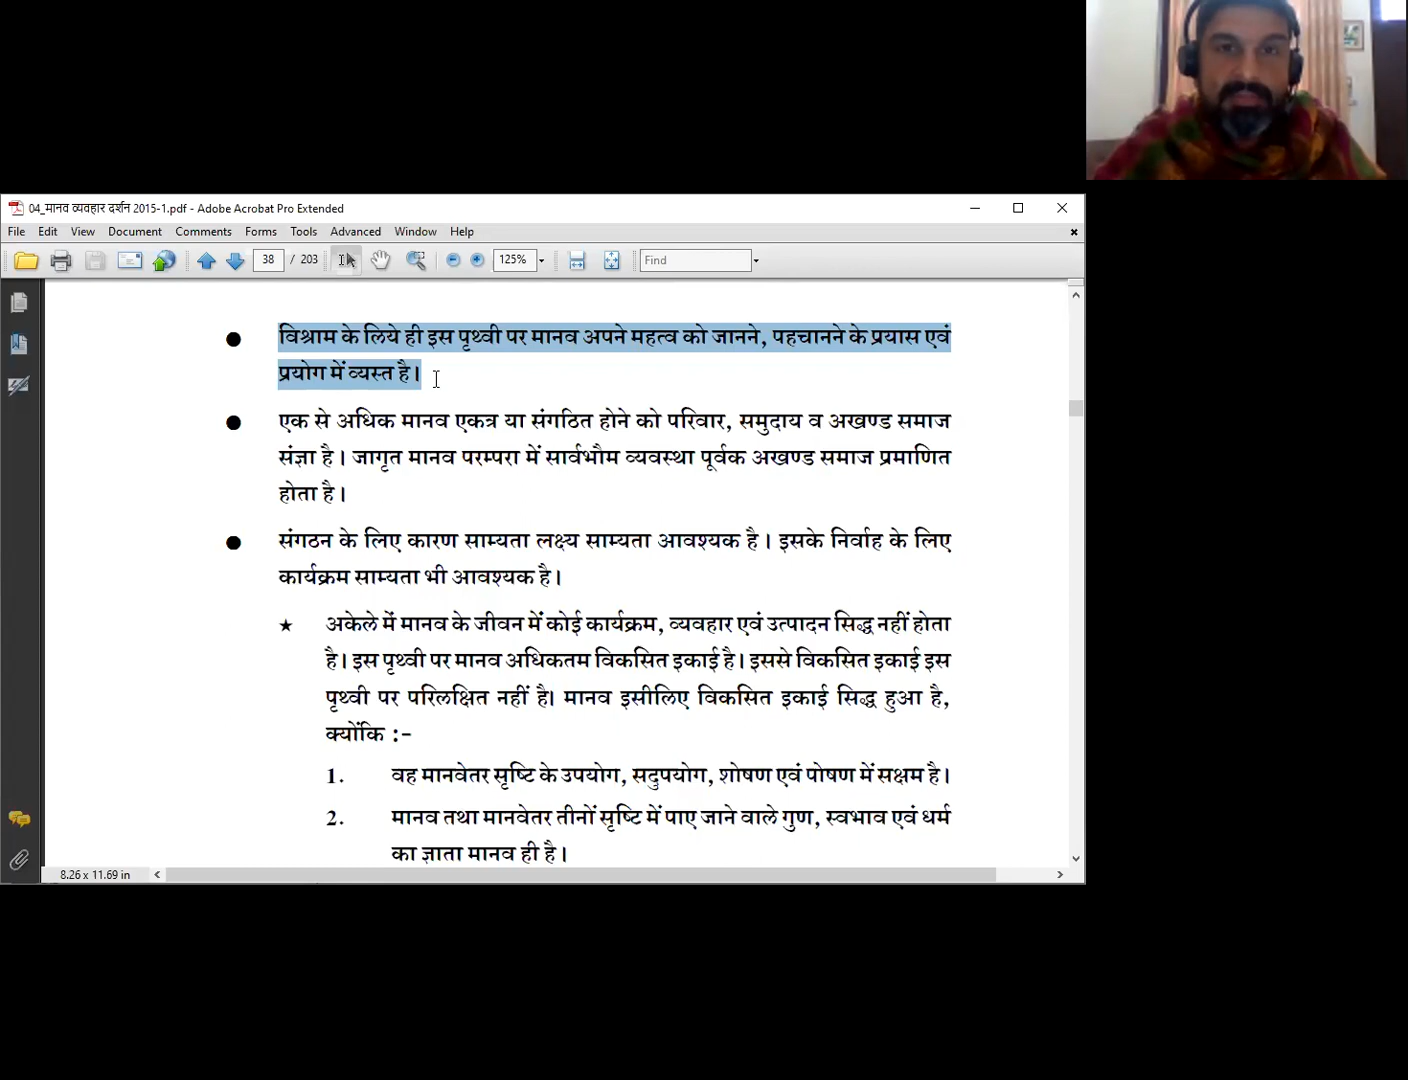 04_मानव व्यवहार दर्शन 2015-1.pdf - Adobe Acrobat Pro Extended
File Edit View Document Comments Forms Tools Advanced Window Help
38 / 203 125% Find
विश्राम के लिये ही इस पृथ्वी पर मानव अपने महत्व को जानने, पहचानने के प्रयास एवं
प्रयोग में व्यस्त है।
एक से अधिक मानव एकत्र या संगठित होने को परिवार, समुदाय व अखण्ड समाज
संज्ञा है। जागृत मानव परम्परा में सार्वभौम व्यवस्था पूर्वक अखण्ड समाज प्रमाणित
होता है।
संगठन के लिए कारण साम्यता लक्ष्य साम्यता आवश्यक है। इसके निर्वाह के लिए
कार्यक्रम साम्यता भी आवश्यक है।
★ अकेले में मानव के जीवन में कोई कार्यक्रम, व्यवहार एवं उत्पादन सिद्ध नहीं होता
है। इस पृथ्वी पर मानव अधिकतम विकसित इकाई है। इससे विकसित इकाई इस
पृथ्वी पर परिलक्षित नहीं है। मानव इसीलिए विकसित इकाई सिद्ध हुआ है,
क्योंकि :-
1. वह मानवेतर सृष्टि के उपयोग, सदुपयोग, शोषण एवं पोषण में सक्षम है।
2. मानव तथा मानवेतर तीनों सृष्टि में पाए जाने वाले गुण, स्वभाव एवं धर्म
का ज्ञाता मानव ही है।
8.26 x 11.69 in